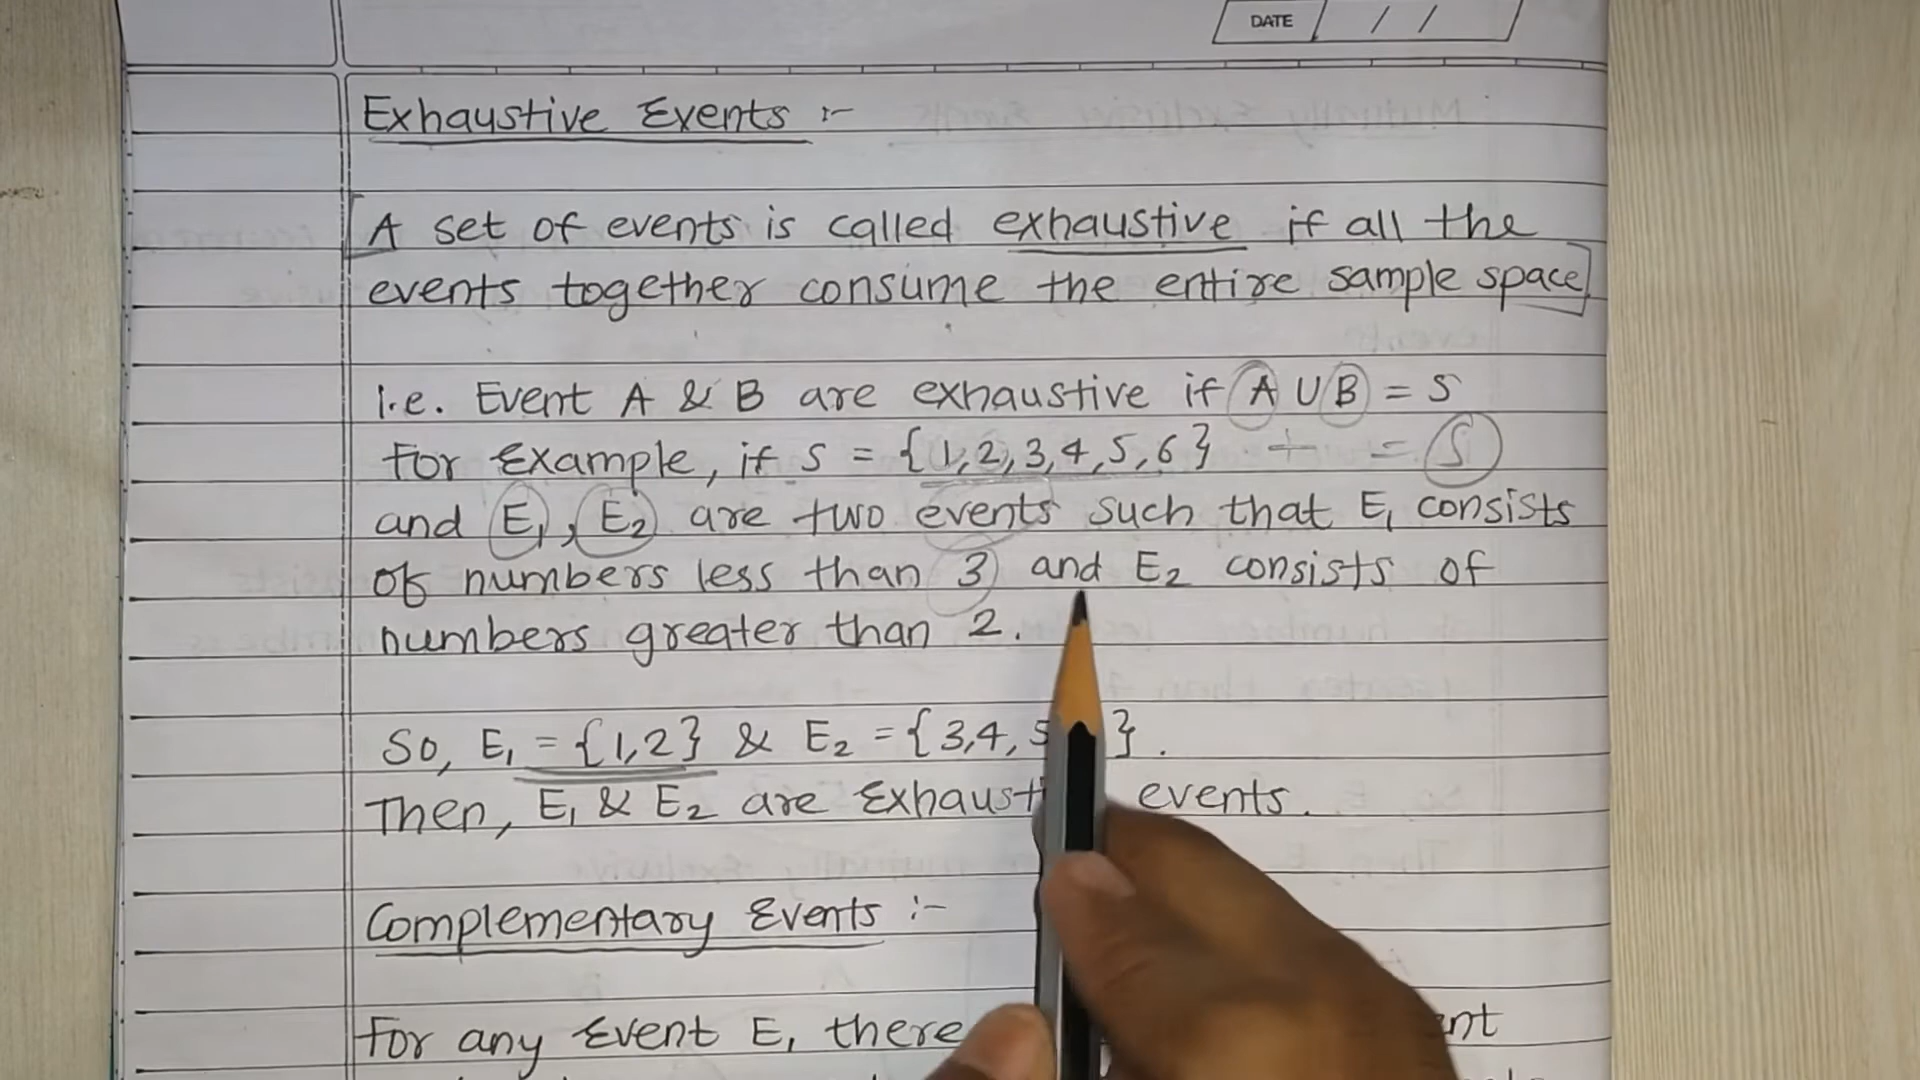 DATE / /
Exhaustive Events :-
A set of events is called exhaustive if all the
events together consume the entire sample space
i.e. Event A & B are exhaustive if A ∪ B = S
For Example, if S = {1,2,3,4,5,6} + = S
and E₁, E₂ are two events such that E₁ consists
of numbers less than 3 and E₂ consists of
numbers greater than 2.
So, E₁ = {1,2} & E₂ = {3,4,5 }.
Then, E₁ & E₂ are events.
Complementary Events :-
For any Event E, there